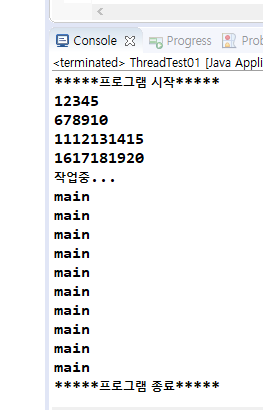 Console Progress Prob
<terminated> ThreadTest01 [Java Appli
*****프로그램 시작*****
12345
678910
1112131415
1617181920
작업중...
main
main
main
main
main
main
main
main
main
main
*****프로그램 종료*****